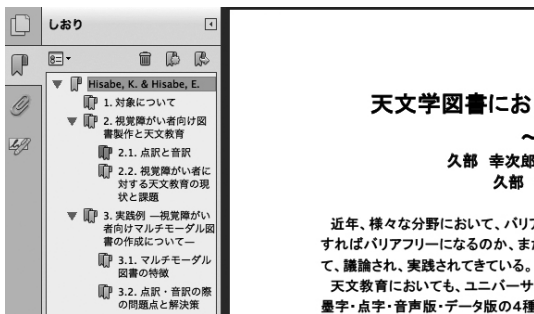 しおり
Hisabe, K. & Hisabe, E.
1. 対象について
2. 視覚障がい者向け図
書製作と天文教育
2.1. 点訳と音訳
2.2. 視覚障がい者に
対する天文教育の現
状と課題
3. 実践例 ―視覚障がい
者向けマルチモーダル図
書の作成について―
3.1. マルチモーダル
図書の特徴
3.2. 点訳・音訳の際
の問題点と解決策
天文学図書にお
～
久部 幸次郎
久部
近年、様々な分野において、バリア
すればバリアフリーになるのか、また
て、議論され、実践されてきている。
天文教育においても、ユニバーサ
墨字・点字・音声版・データ版の4種